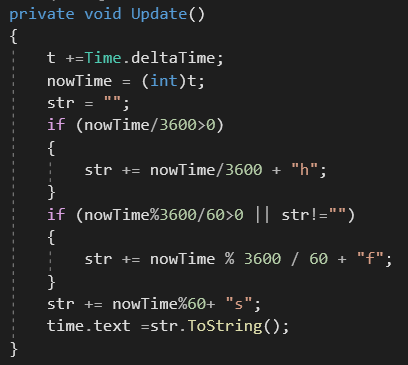 private void Update()
{
t +=Time.deltaTime;
nowTime = (int)t;
str = "";
if (nowTime/3600>0)
{
str += nowTime/3600 + "h";
}
if (nowTime%3600/60>0 || str!="")
{
str += nowTime % 3600 / 60 + "f";
}
str += nowTime%60+ "s";
time.text =str.ToString();
}